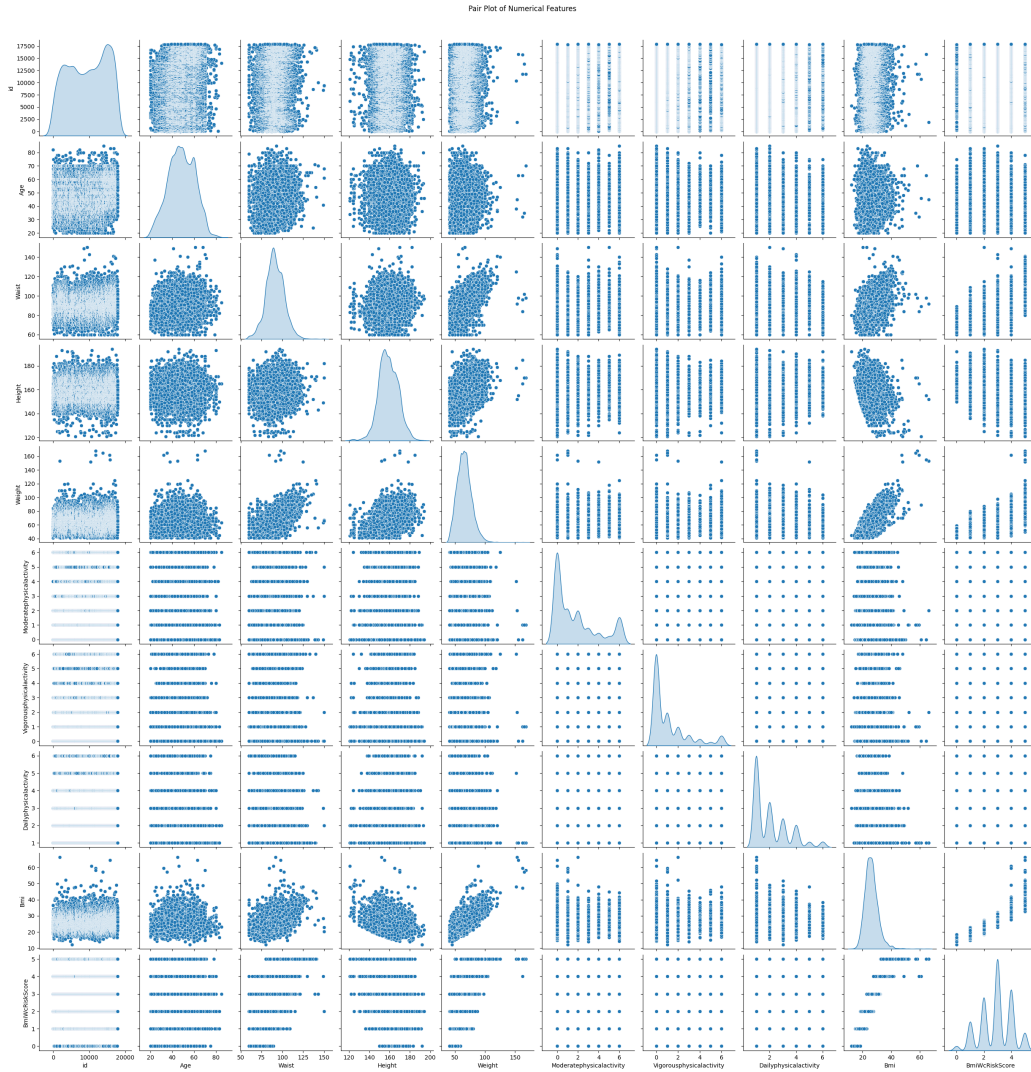 Pair Plot of Numerical Features
17500
15000
12500
10000
7500
5000
2500
0
id
80
70
60
50
40
30
20
Age
140
120
100
80
60
Waist
180
160
140
120
Height
160
140
120
100
80
60
40
Weight
6
5
4
3
2
1
0
Moderatephysicalactivity
6
5
4
3
2
1
0
Vigorousphysicalactivity
6
5
4
3
2
1
Dailyphysicalactivity
60
50
40
30
20
10
Bmi
5
4
3
2
1
0
BmiWcRiskScore
0 10000 20000
20 40 60 80
50 75 100 125 150
120 140 160 180 200
50 100 150
0 2 4 6
0 2 4 6
2 4 6
20 40 60
0 2 4
id Age Waist Height Weight Moderatephysicalactivity Vigorousphysicalactivity Dailyphysicalactivity Bmi BmiWcRiskScore